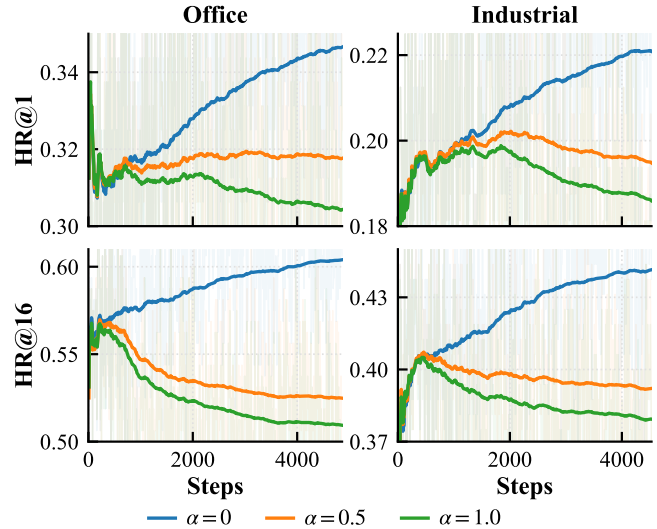 Office
Industrial
HR@1
0.34
0.32
0.30
0.22
0.20
0.18
HR@16
0.60
0.55
0.50
0.43
0.40
0.37
0 2000 4000
0 2000 4000
Steps
Steps
α = 0 α = 0.5 α = 1.0